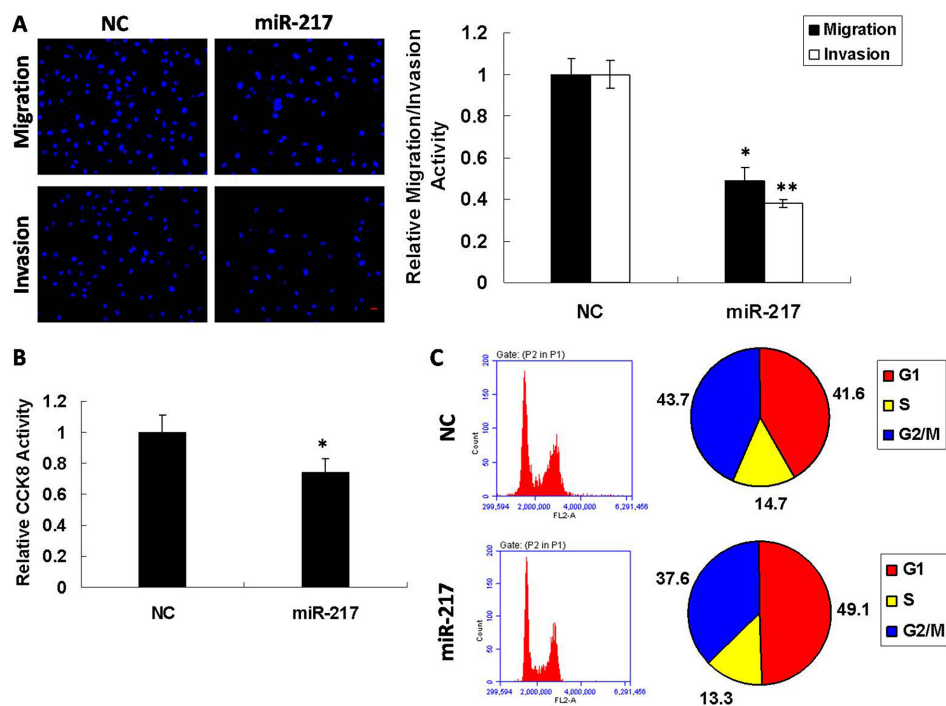 A
NC
miR-217
Migration
Invasion
Relative Migration/Invasion
Activity
1.2
1
0.8
0.6
0.4
0.2
0
*
**
NC
miR-217
Migration
Invasion
B
Relative CCK8 Activity
1.2
1
0.8
0.6
0.4
0.2
0
*
NC
miR-217
C
NC
Gate: (P2 in P1)
Count
200
150
100
50
0
299,594
2,000,000
4,000,000
6,291,456
FL2-A
43.7
41.6
14.7
G1
S
G2/M
miR-217
Gate: (P2 in P1)
Count
200
150
100
50
0
299,594
2,000,000
4,000,000
6,291,456
FL2-A
37.6
49.1
13.3
G1
S
G2/M